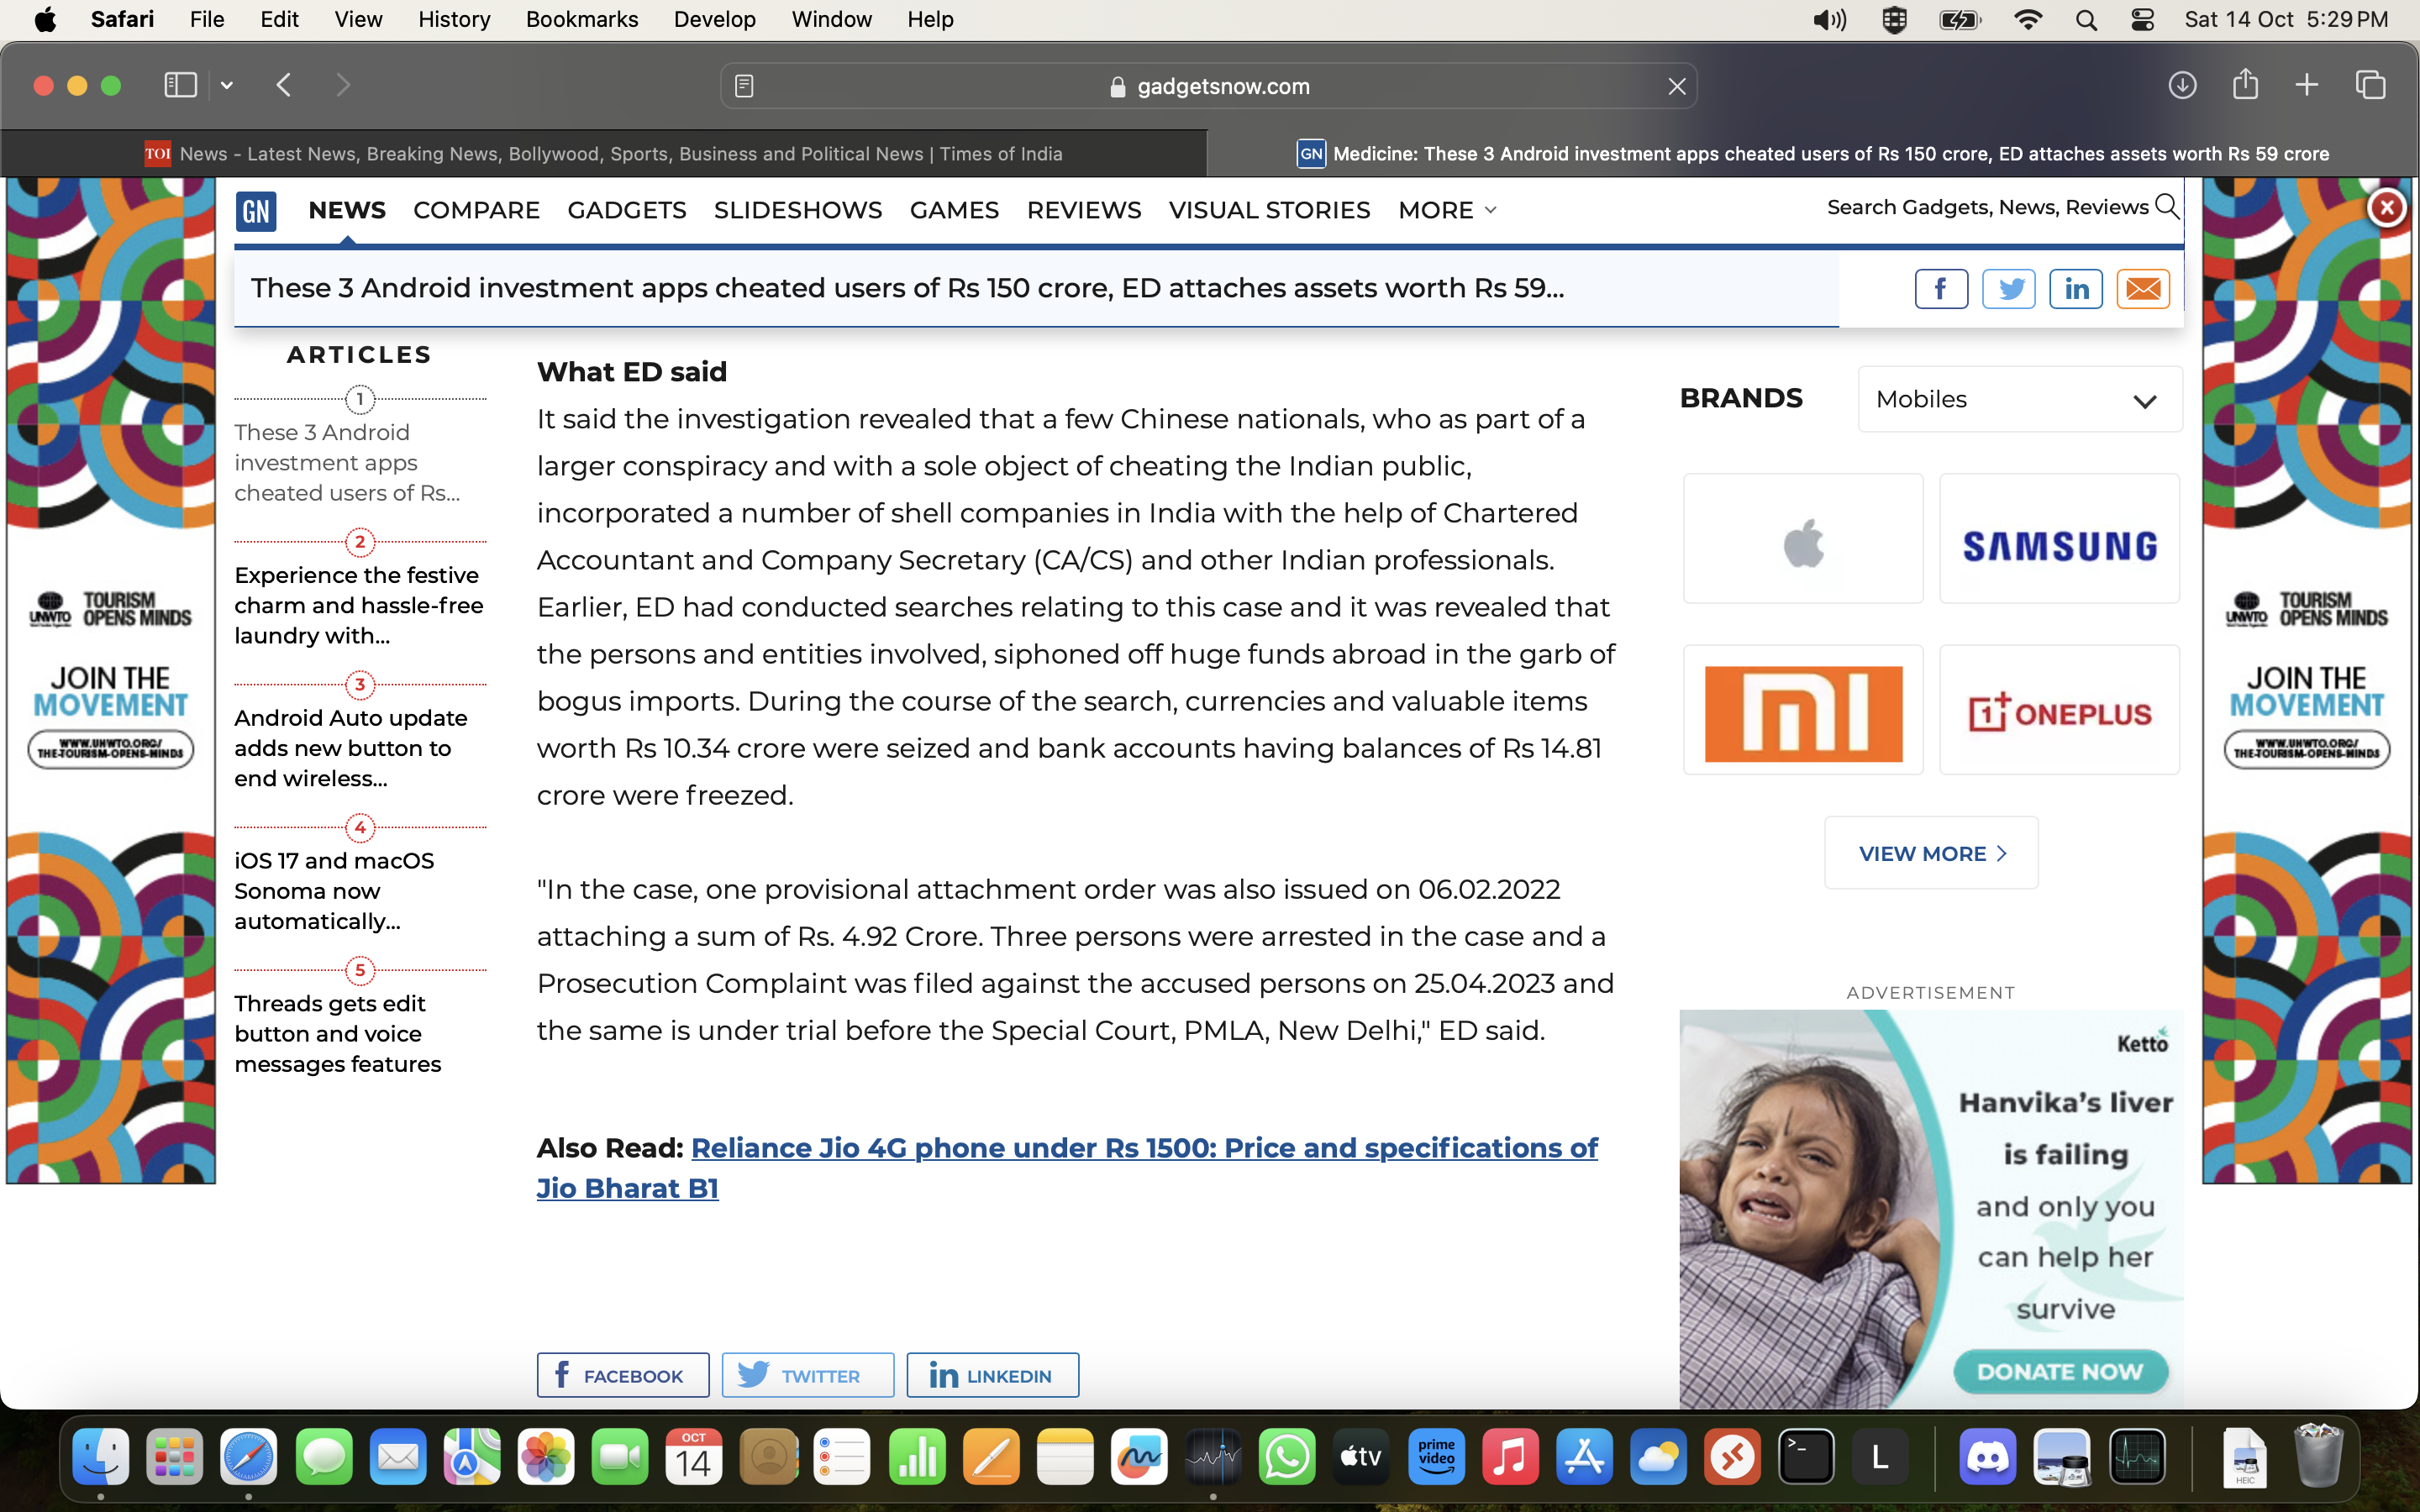 Safari File Edit View History Bookmarks Develop Window Help Sat 14 Oct 5:29 PM
gadgetsnow.com
TOI News - Latest News, Breaking News, Bollywood, Sports, Business and Political News | Times of India
GN Medicine: These 3 Android investment apps cheated users of Rs 150 crore, ED attaches assets worth Rs 59 crore
GN NEWS COMPARE GADGETS SLIDESHOWS GAMES REVIEWS VISUAL STORIES MORE Search Gadgets, News, Reviews
These 3 Android investment apps cheated users of Rs 150 crore, ED attaches assets worth Rs 59...
ARTICLES
1
These 3 Android
investment apps
cheated users of Rs...
2
Experience the festive
charm and hassle-free
laundry with...
3
Android Auto update
adds new button to
end wireless...
4
iOS 17 and macOS
Sonoma now
automatically...
5
Threads gets edit
button and voice
messages features
What ED said
It said the investigation revealed that a few Chinese nationals, who as part of a
larger conspiracy and with a sole object of cheating the Indian public,
incorporated a number of shell companies in India with the help of Chartered
Accountant and Company Secretary (CA/CS) and other Indian professionals.
Earlier, ED had conducted searches relating to this case and it was revealed that
the persons and entities involved, siphoned off huge funds abroad in the garb of
bogus imports. During the course of the search, currencies and valuable items
worth Rs 10.34 crore were seized and bank accounts having balances of Rs 14.81
crore were freezed.
"In the case, one provisional attachment order was also issued on 06.02.2022
attaching a sum of Rs. 4.92 Crore. Three persons were arrested in the case and a
Prosecution Complaint was filed against the accused persons on 25.04.2023 and
the same is under trial before the Special Court, PMLA, New Delhi," ED said.
Also Read: Reliance Jio 4G phone under Rs 1500: Price and specifications of
Jio Bharat B1
FACEBOOK TWITTER LINKEDIN
BRANDS Mobiles
SAMSUNG
MI
ONEPLUS
VIEW MORE
ADVERTISEMENT
Ketto
Hanvika's liver
is failing
and only you
can help her
survive
DONATE NOW
UNWTO TOURISM
OPENS MINDS
JOIN THE
MOVEMENT
WWW.UNWTO.ORG/
THE-TOURISM-OPENS-MINDS
UNWTO TOURISM
OPENS MINDS
JOIN THE
MOVEMENT
WWW.UNWTO.ORG/
THE-TOURISM-OPENS-MINDS
OCT
14
tv
prime
video
L
HEIC